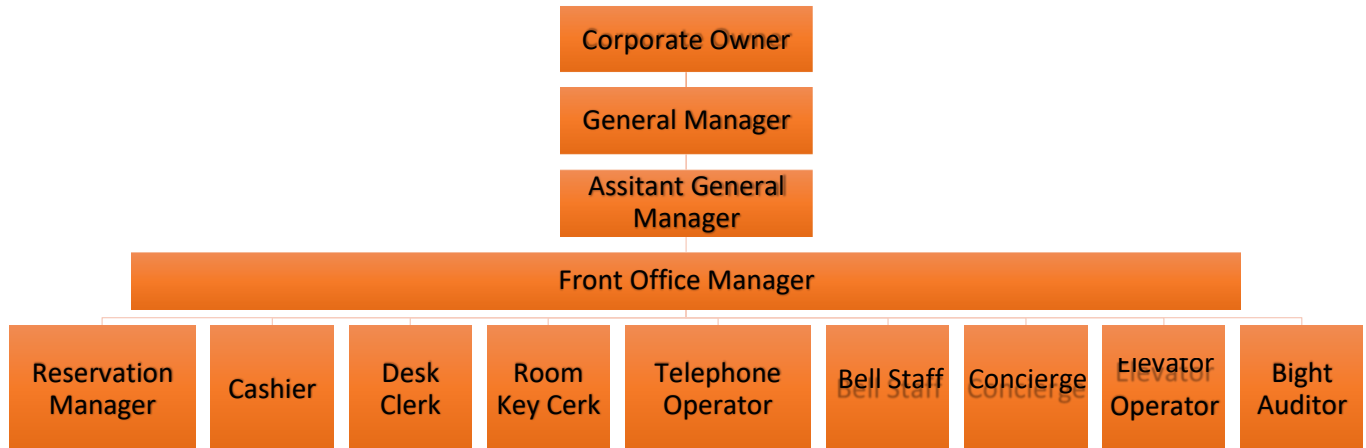 Corporate Owner
General Manager
Assitant General
Manager
Front Office Manager
Reservation
Manager
Cashier
Desk
Clerk
Room
Key Cerk
Telephone
Operator
Bell Staff
Concierge
Elevator
Operator
Bight
Auditor